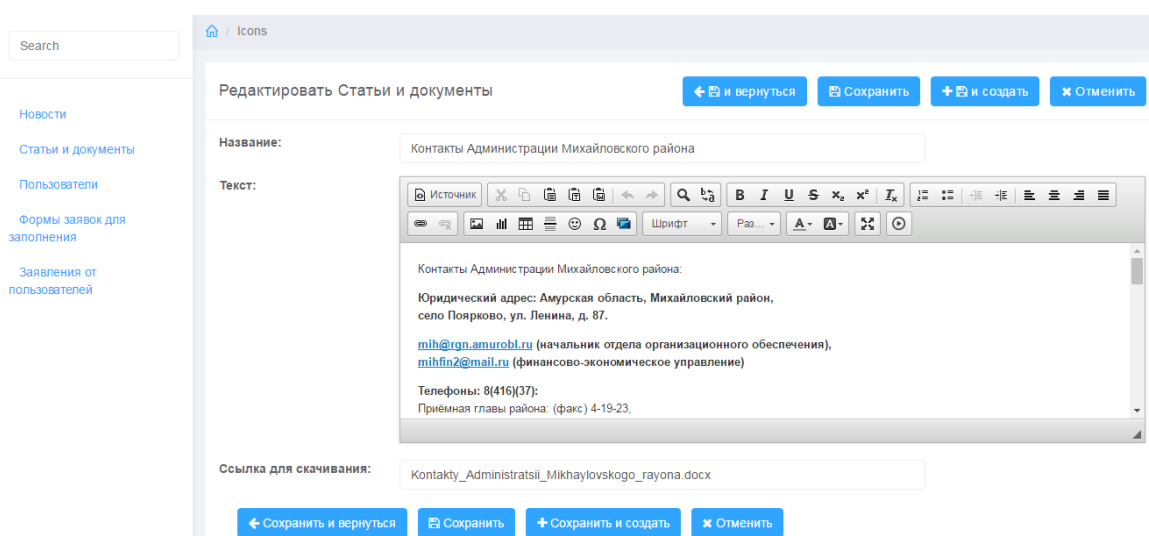 / Icons
Search
Редактировать Статьи и документы
и вернуться
Сохранить
и создать
Отменить
Новости
Статьи и документы
Пользователи
Формы заявок для
заполнения
Заявления от
пользователей
Название:
Контакты Администрации Михайловского района
Текст:
Источник
B I U S x₂ x² Iₓ
Шрифт
Раз...
A
A
Контакты Администрации Михайловского района:
Юридический адрес: Амурская область, Михайловский район,
село Поярково, ул. Ленина, д. 87.
mih@rgn.amurobl.ru (начальник отдела организационного обеспечения),
mihfin2@mail.ru (финансово-экономическое управление)
Телефоны: 8(416)(37):
Приёмная главы района: (факс) 4-19-23,
Ссылка для скачивания:
Kontakty_Administratsii_Mikhaylovskogo_rayona.docx
Сохранить и вернуться
Сохранить
Сохранить и создать
Отменить